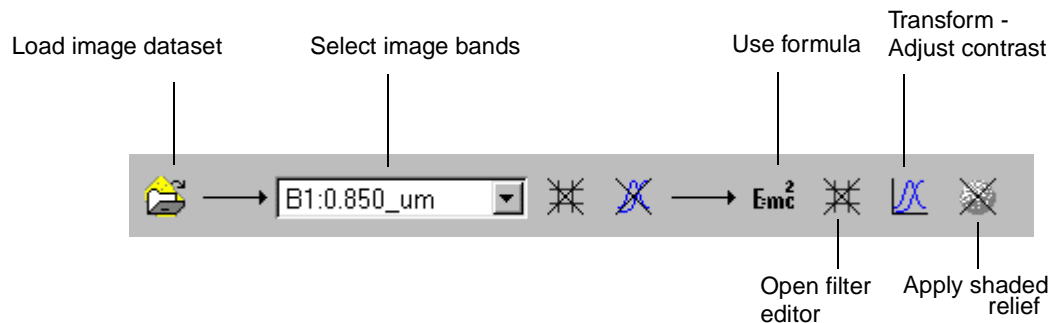 Transform -
Adjust contrast
Load image dataset
Select image bands
Use formula
B1:0.850_um
E=mc²
Open filter
editor
Apply shaded
relief